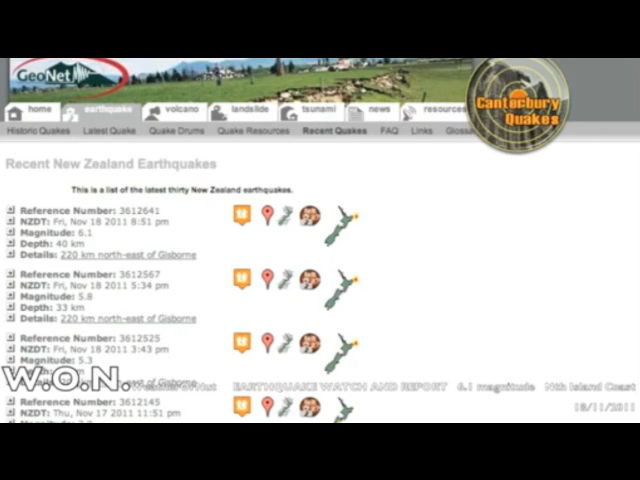 GeoNet
Canterbury
Quakes
home earthquake volcano landslide tsunami news resources
Historic Quakes Latest Quake Quake Drums Quake Resources Recent Quakes FAQ Links
Recent New Zealand Earthquakes
This is a list of the latest thirty New Zealand earthquakes.
Reference Number: 3612641
NZDT: Fri, Nov 18 2011 8:51 pm
Magnitude: 6.1
Depth: 40 km
Details: 220 km north-east of Gisborne
Reference Number: 3612567
NZDT: Fri, Nov 18 2011 5:34 pm
Magnitude: 5.8
Depth: 33 km
Details: 220 km north-east of Gisborne
Reference Number: 3612525
NZDT: Fri, Nov 18 2011 3:43 pm
Magnitude: 5.3
W.O.N. EARTHQUAKE WATCH AND REPORT 6.1 magnitude Nth Island Coast
north-east of Gisborne
Reference Number: 3612145
NZDT: Thu, Nov 17 2011 11:51 pm
18/11/2011